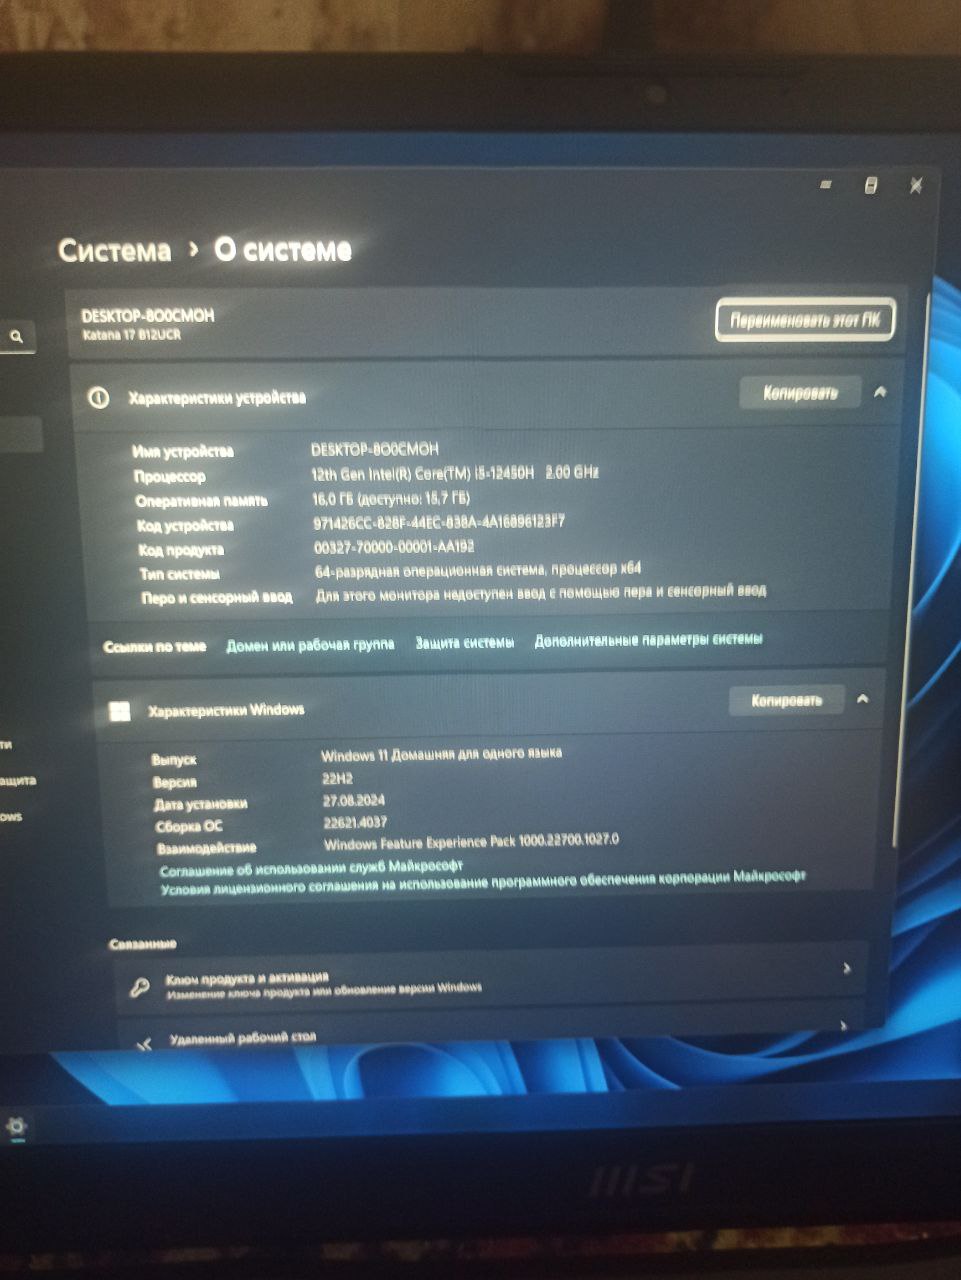 Система › О системе
DESKTOP-8O0CMOH
Katana 17 B12UCR
Переименовать этот ПК
Характеристики устройства
Копировать
Имя устройства DESKTOP-8O0CMOH
Процессор 12th Gen Intel(R) Core(TM) i5-12450H 2.00 GHz
Оперативная память 16,0 ГБ (доступно: 15,7 ГБ)
Код устройства 971426CC-828F-44EC-838A-4A16896123F7
Код продукта 00327-70000-00001-AA192
Тип системы 64-разрядная операционная система, процессор x64
Перо и сенсорный ввод Для этого монитора недоступен ввод с помощью пера и сенсорный ввод
Ссылки по теме Домен или рабочая группа Защита системы Дополнительные параметры системы
Характеристики Windows
Копировать
Выпуск Windows 11 Домашняя для одного языка
Версия 22H2
Дата установки 27.08.2024
Сборка ОС 22621.4037
Взаимодействие Windows Feature Experience Pack 1000.22700.1027.0
Соглашение об использовании служб Майкрософт
Условия лицензионного соглашения на использование программного обеспечения корпорации Майкрософт
ти
ащита
ows
Связанные
Ключ продукта и активация
Изменение ключа продукта или обновление версии Windows
Удаленный рабочий стол
msi